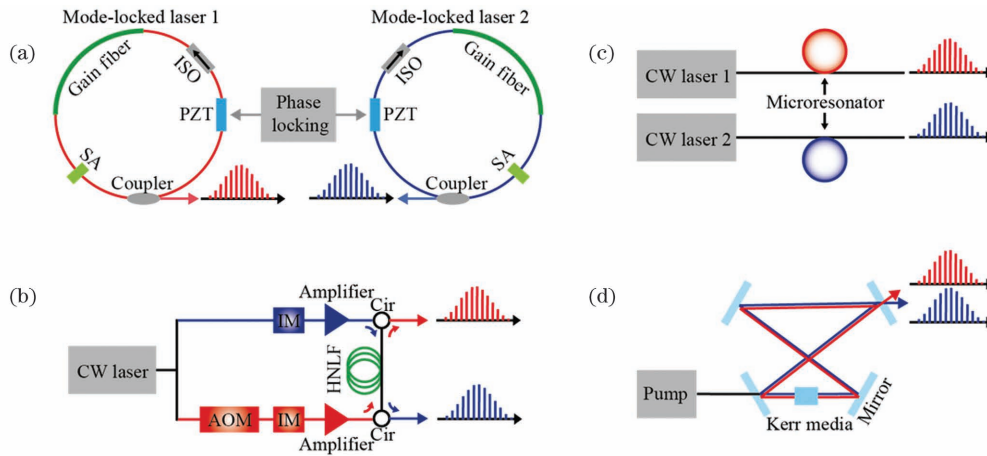 (a)
Mode-locked laser 1
Gain fiber
ISO
PZT
SA
Coupler
Phase
locking
Mode-locked laser 2
ISO
Gain fiber
PZT
SA
Coupler
(b)
CW laser
IM
Amplifier
Cir
HNLF
AOM
IM
Amplifier
Cir
(c)
CW laser 1
Microresonator
CW laser 2
(d)
Pump
Kerr media
Mirror